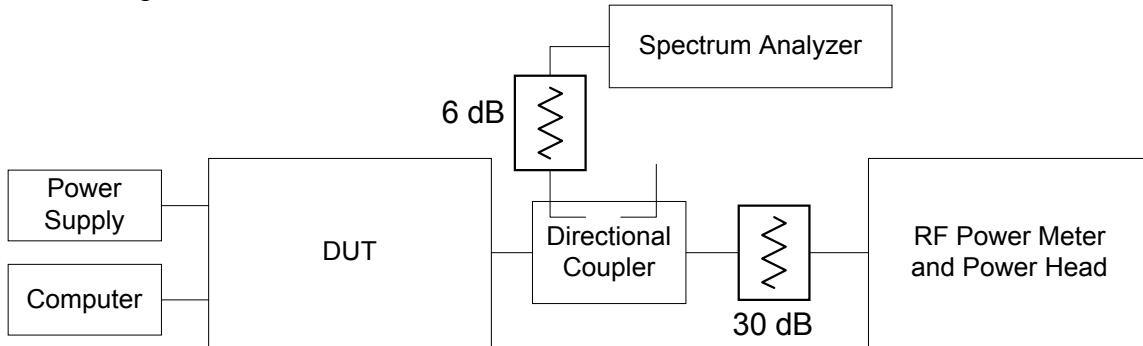 Spectrum Analyzer
6 dB
Power
Supply
Computer
DUT
Directional
Coupler
30 dB
RF Power Meter
and Power Head